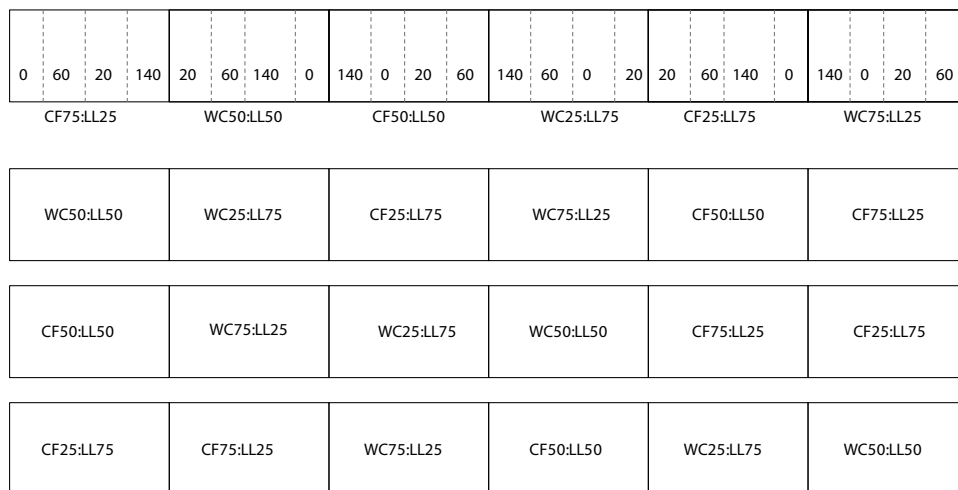 0 60 20 140 20 60 140 0 140 0 20 60 140 60 0 20 20 60 140 0 140 0 20 60
CF75:LL25 WC50:LL50 CF50:LL50 WC25:LL75 CF25:LL75 WC75:LL25
WC50:LL50 WC25:LL75 CF25:LL75 WC75:LL25 CF50:LL50 CF75:LL25
CF50:LL50 WC75:LL25 WC25:LL75 WC50:LL50 CF75:LL25 CF25:LL75
CF25:LL75 CF75:LL25 WC75:LL25 CF50:LL50 WC25:LL75 WC50:LL50